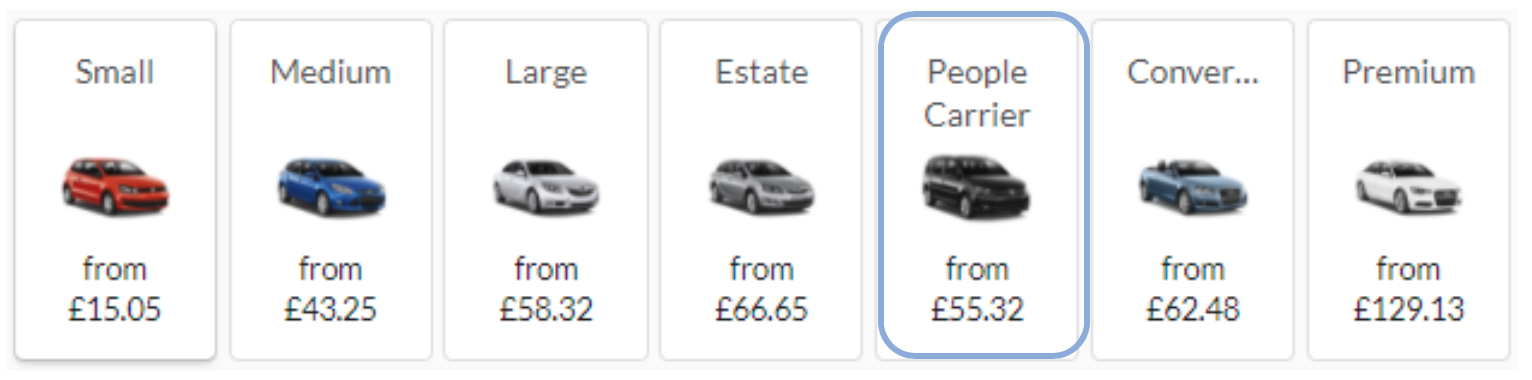 Small
from
£15.05
Medium
from
£43.25
Large
from
£58.32
Estate
from
£66.65
People
Carrier
from
£55.32
Conver...
from
£62.48
Premium
from
£129.13